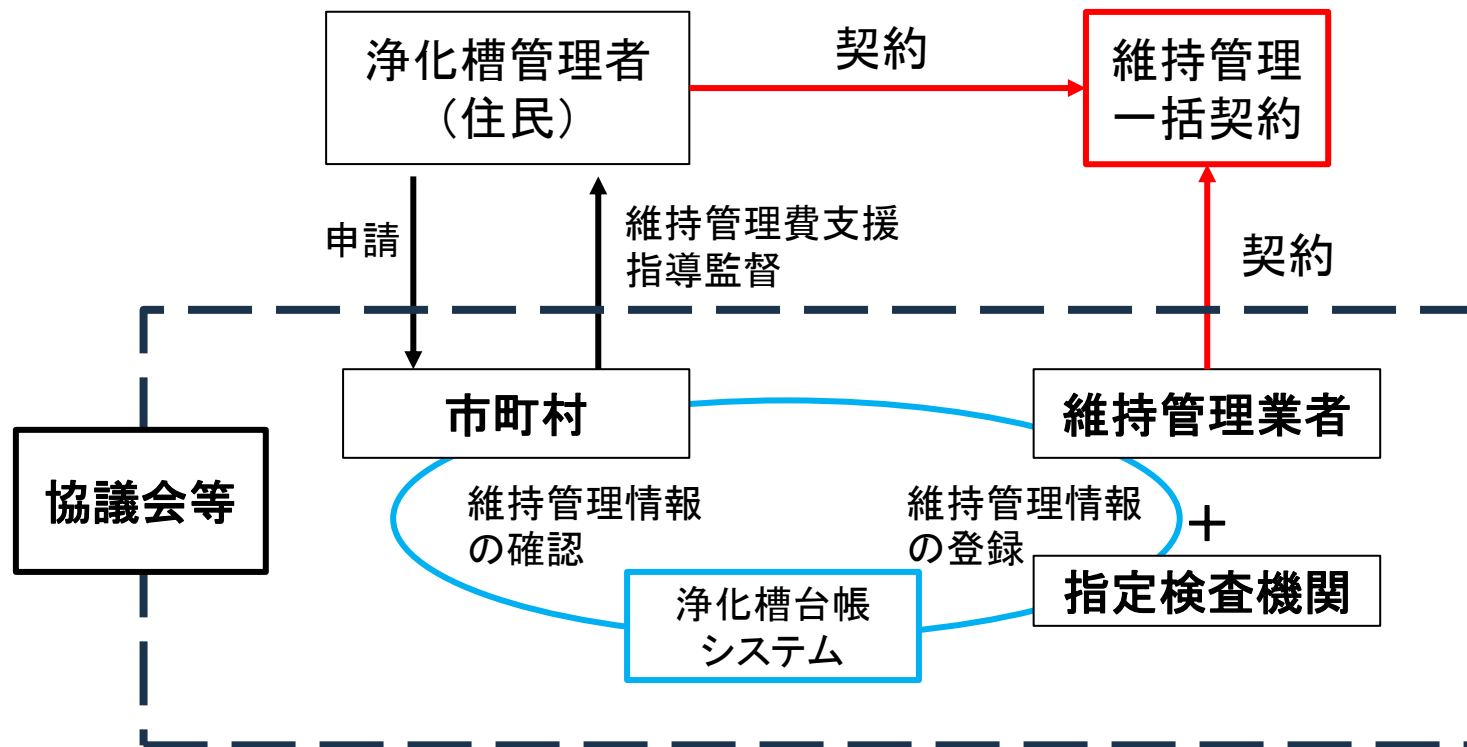 浄化槽管理者
（住民）
契約
維持管理
一括契約
申請
維持管理費支援
指導監督
契約
市町村
維持管理業者
協議会等
維持管理情報
の確認
維持管理情報
の登録
＋
指定検査機関
浄化槽台帳
システム